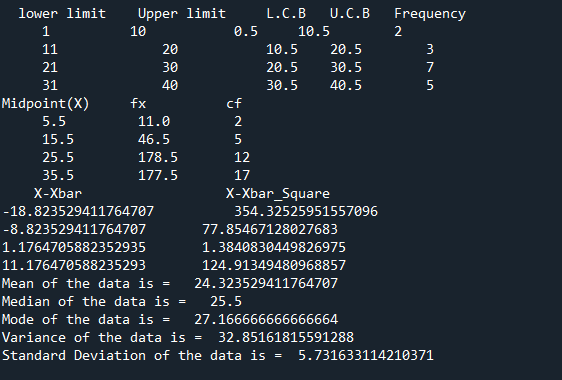 lower limit Upper limit L.C.B U.C.B Frequency
1 10 0.5 10.5 2
11 20 10.5 20.5 3
21 30 20.5 30.5 7
31 40 30.5 40.5 5
Midpoint(X) fx cf
5.5 11.0 2
15.5 46.5 5
25.5 178.5 12
35.5 177.5 17
X-Xbar X-Xbar_Square
-18.823529411764707 354.32525951557096
-8.823529411764707 77.85467128027683
1.1764705882352935 1.3840830449826975
11.176470588235293 124.91349480968857
Mean of the data is = 24.323529411764707
Median of the data is = 25.5
Mode of the data is = 27.166666666666664
Variance of the data is = 32.85161815591288
Standard Deviation of the data is = 5.731633114210371